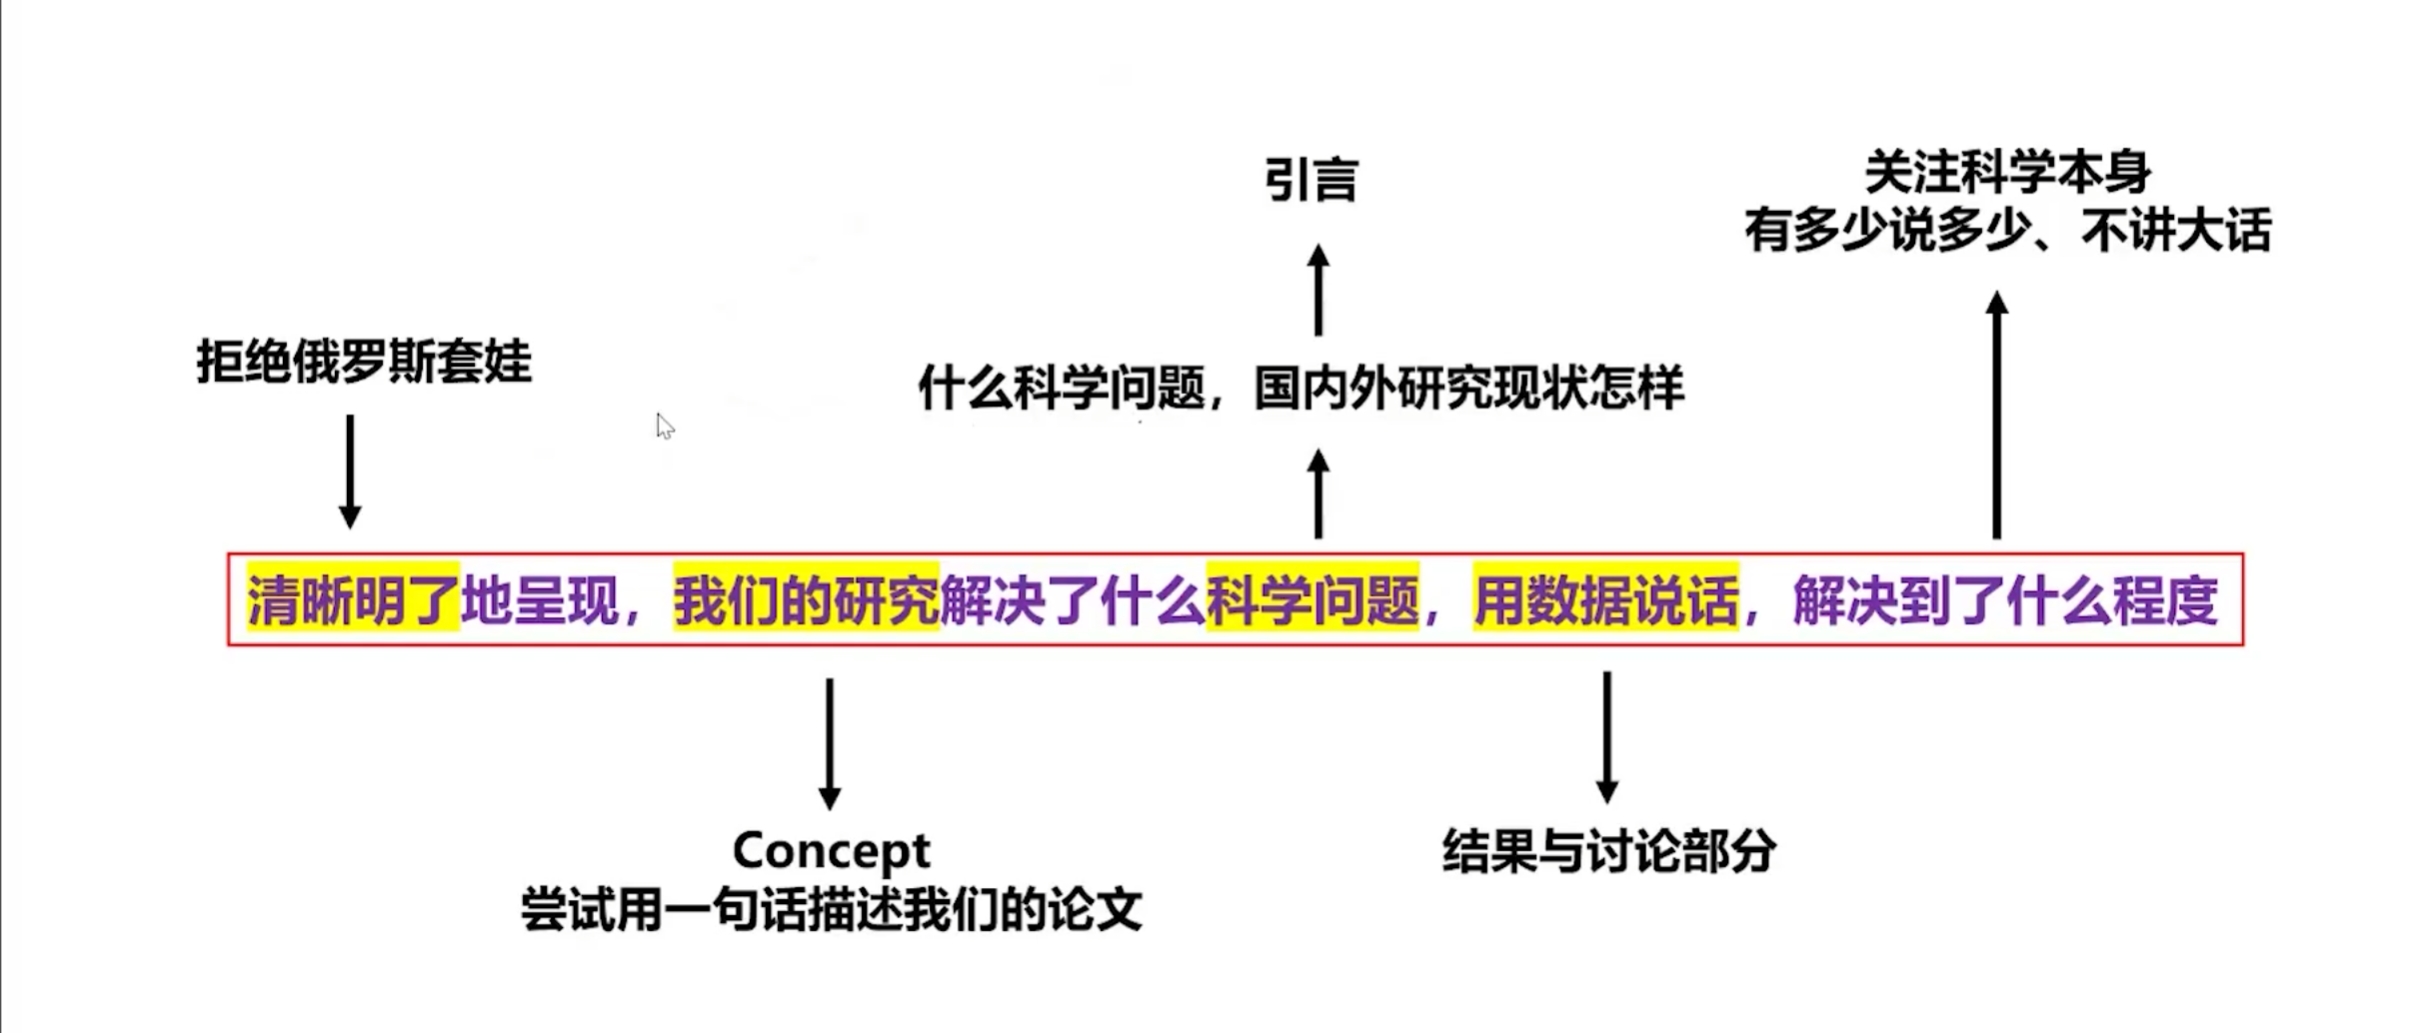 引言
关注科学本身
有多少说多少、不讲大话
拒绝俄罗斯套娃
什么科学问题，国内外研究现状怎样
清晰明了地呈现，我们的研究解决了什么科学问题，用数据说话，解决到了什么程度
Concept
尝试用一句话描述我们的论文
结果与讨论部分